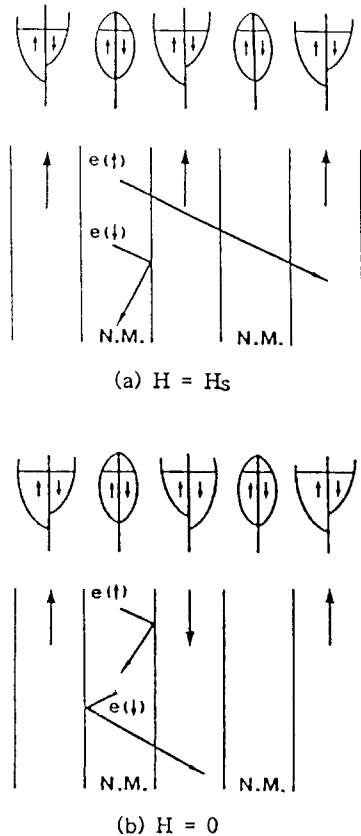 ↑ ↓ ↑ ↓ ↑ ↓ ↑ ↓ ↑ ↓
e(↑)
e(↓)
N.M. N.M.
(a) H = Hs
↑ ↓ ↑ ↓ ↑ ↓ ↑ ↓ ↑ ↓
e(↑)
e(↓)
N.M. N.M.
(b) H = 0